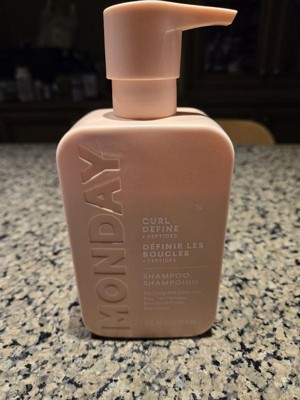 MONDAY
CURL
DEFINE
+ PEPTIDES
DÉFINIR LES
BOUCLES
+ PEPTIDES
SHAMPOO
SHAMPOOING